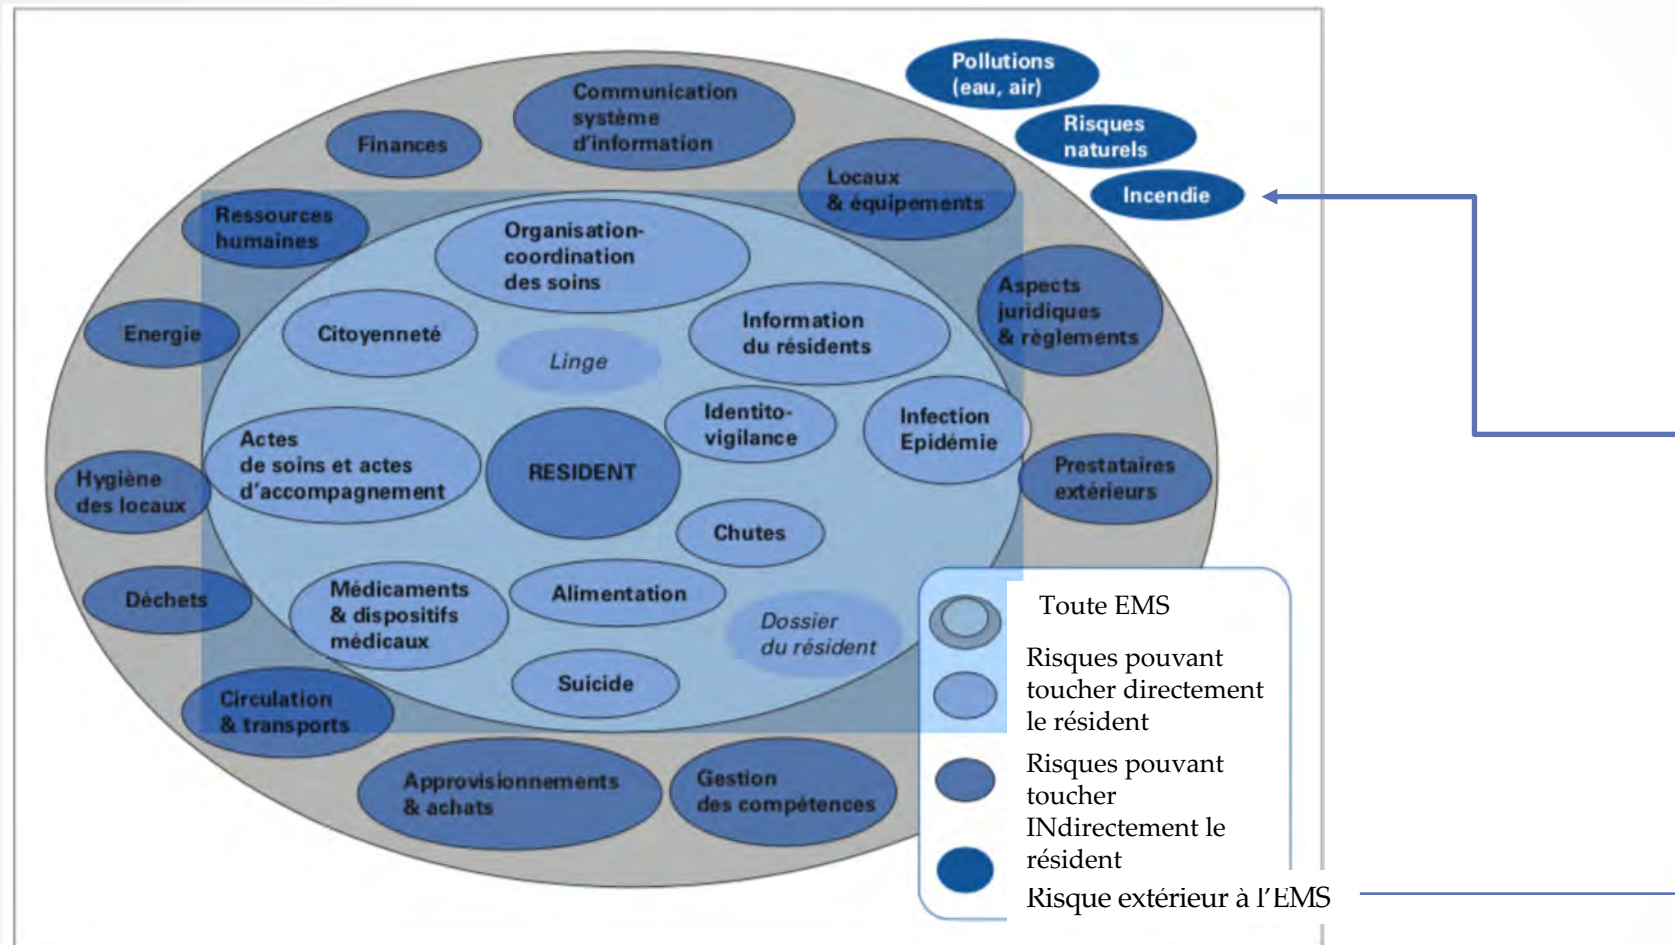 Pollutions
(eau, air)
Risques
naturels
Incendie
Communication
système
d'information
Finances
Locaux
& équipements
Ressources
humaines
Organisation-
coordination
des soins
Aspects
juridiques
& règlements
Energie
Citoyenneté
Information
du résidents
Linge
Identito-
vigilance
Infection
Epidémie
Actes
de soins et actes
d'accompagnement
RESIDENT
Hygiène
des locaux
Prestataires
extérieurs
Chutes
Déchets
Médicaments
& dispositifs
médicaux
Alimentation
Dossier
du résident
Suicide
Circulation
& transports
Approvisionnements
& achats
Gestion
des compétences
Toute EMS
Risques pouvant
toucher directement
le résident
Risques pouvant
toucher
INdirectement le
résident
Risque extérieur à l'EMS